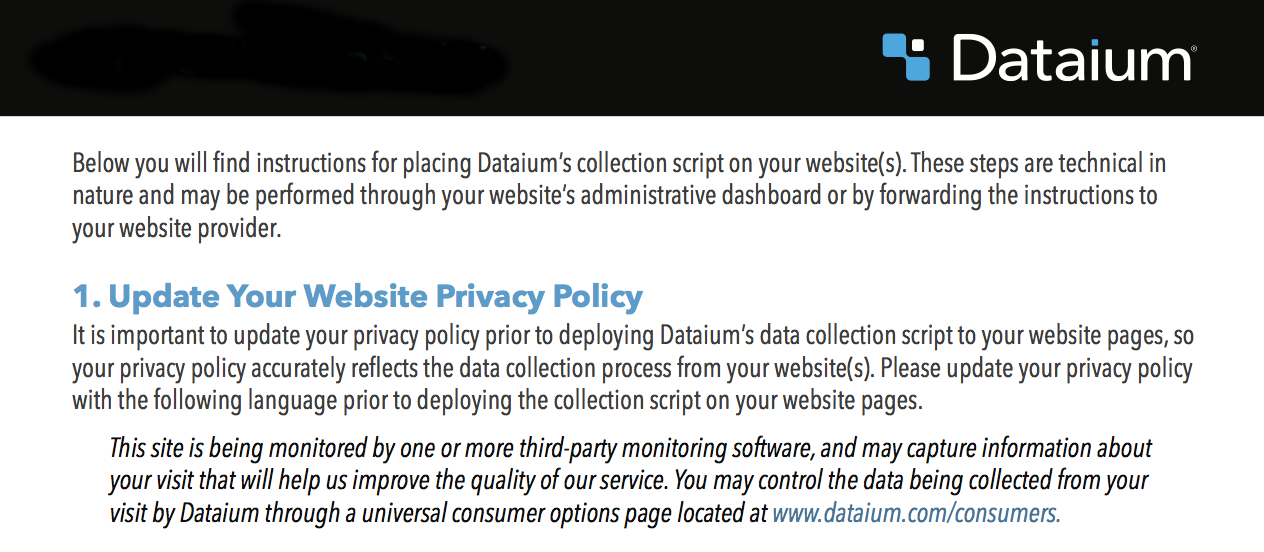 Dataium®
Below you will find instructions for placing Dataium's collection script on your website(s). These steps are technical in
nature and may be performed through your website's administrative dashboard or by forwarding the instructions to
your website provider.
1. Update Your Website Privacy Policy
It is important to update your privacy policy prior to deploying Dataium's data collection script to your website pages, so
your privacy policy accurately reflects the data collection process from your website(s). Please update your privacy policy
with the following language prior to deploying the collection script on your website pages.
This site is being monitored by one or more third-party monitoring software, and may capture information about
your visit that will help us improve the quality of our service. You may control the data being collected from your
visit by Dataium through a universal consumer options page located at www.dataium.com/consumers.